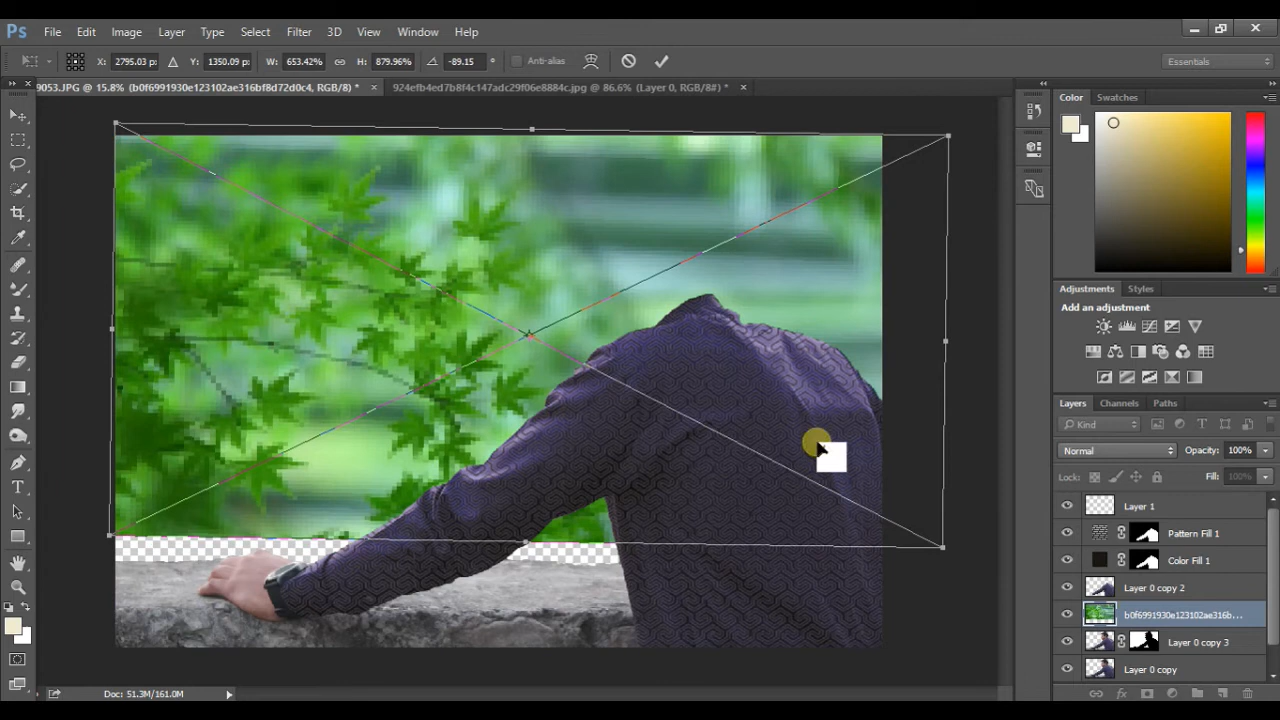 Ps File Edit Image Layer Type Select Filter 3D View Window Help
X: 2795.03 px Y: 1350.09 px W: 653.42% H: 879.96% -89.15 ° Anti-alias Essentials
9053.JPG @ 15.8% (b0f6991930e123102ae316bf8d72d0c4, RGB/8) * × 924efb4ed7b8f4c147adc29f06e8884c.jpg @ 86.6% (Layer 0, RGB/8#) * ×
Color Swatches
Adjustments Styles
Add an adjustment
Layers Channels Paths
Kind
Normal Opacity: 100%
Lock: Fill: 100%
Layer 1
Pattern Fill 1
Color Fill 1
Layer 0 copy 2
b0f6991930e123102ae316b...
Layer 0 copy 3
Layer 0 copy
Doc: 51.3M/161.0M